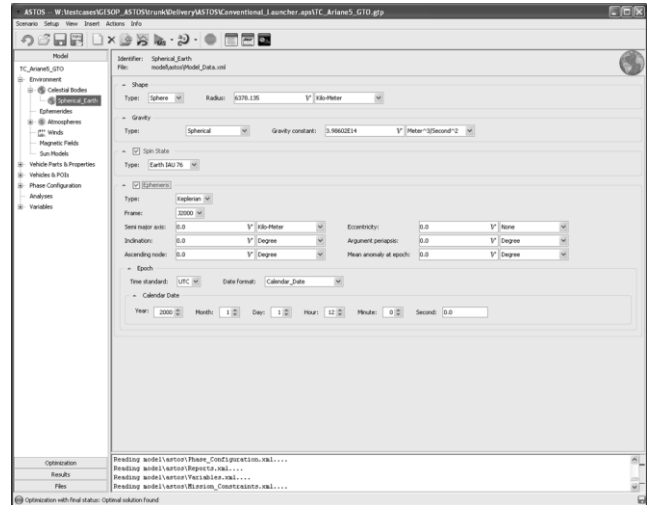 ASTOS -- W:\testcases\GESOP_ASTOS\trunk\Delivery\ASTOS\Conventional_Launcher.aps\TC_Ariane5_GTO.gtp
Scenario Setup View Insert Actions Info
Model
TC_Ariane5_GTO
Environment
Celestial Bodies
Spherical_Earth
Ephemerides
Atmospheres
Winds
Magnetic Fields
Sun Models
Vehicle Parts & Properties
Vehicles & POIs
Phase Configuration
Analyses
Variables
Optimization
Results
Files
Identifier: Spherical_Earth
File: model\astos\Model_Data.xml
Shape
Type: Sphere Radius: 6378.135 Kilo-Meter
Gravity
Type: Spherical Gravity constant: 3.98602E14 Meter^3|Second^2
Spin State
Type: Earth IAU 76
Ephemeris
Type: Keplerian
Frame: J2000
Semi major axis: 0.0 Kilo-Meter Eccentricity: 0.0 None
Inclination: 0.0 Degree Argument periapsis: 0.0 Degree
Ascending node: 0.0 Degree Mean anomaly at epoch: 0.0 Degree
Epoch
Time standard: UTC Date format: Calendar_Date
Calendar Date
Year: 2000 Month: 1 Day: 1 Hour: 12 Minute: 0 Second: 0.0
Reading model\astos\Phase_Configuration.xml....
Reading model\astos\Reports.xml....
Reading model\astos\Variables.xml....
Reading model\astos\Mission_Constraints.xml....
Optimization with final status: Optimal solution found